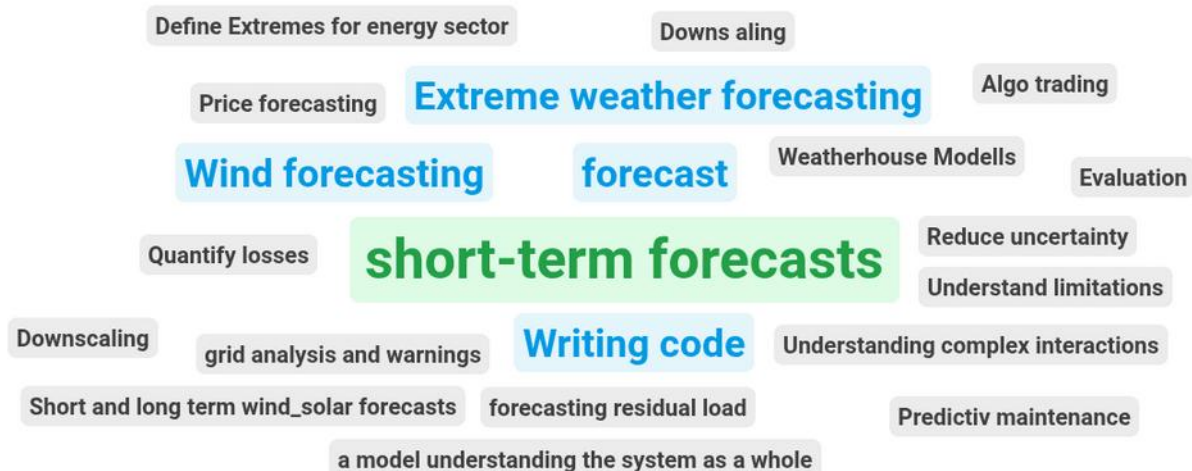 Define Extremes for energy sector
Downs aling
Extreme weather forecasting
Algo trading
Price forecasting
Wind forecasting
forecast
Weatherhouse Modells
Evaluation
short-term forecasts
Reduce uncertainty
Quantify losses
Understand limitations
Downscaling
grid analysis and warnings
Writing code
Understanding complex interactions
Short and long term wind_solar forecasts
forecasting residual load
Predictiv maintenance
a model understanding the system as a whole